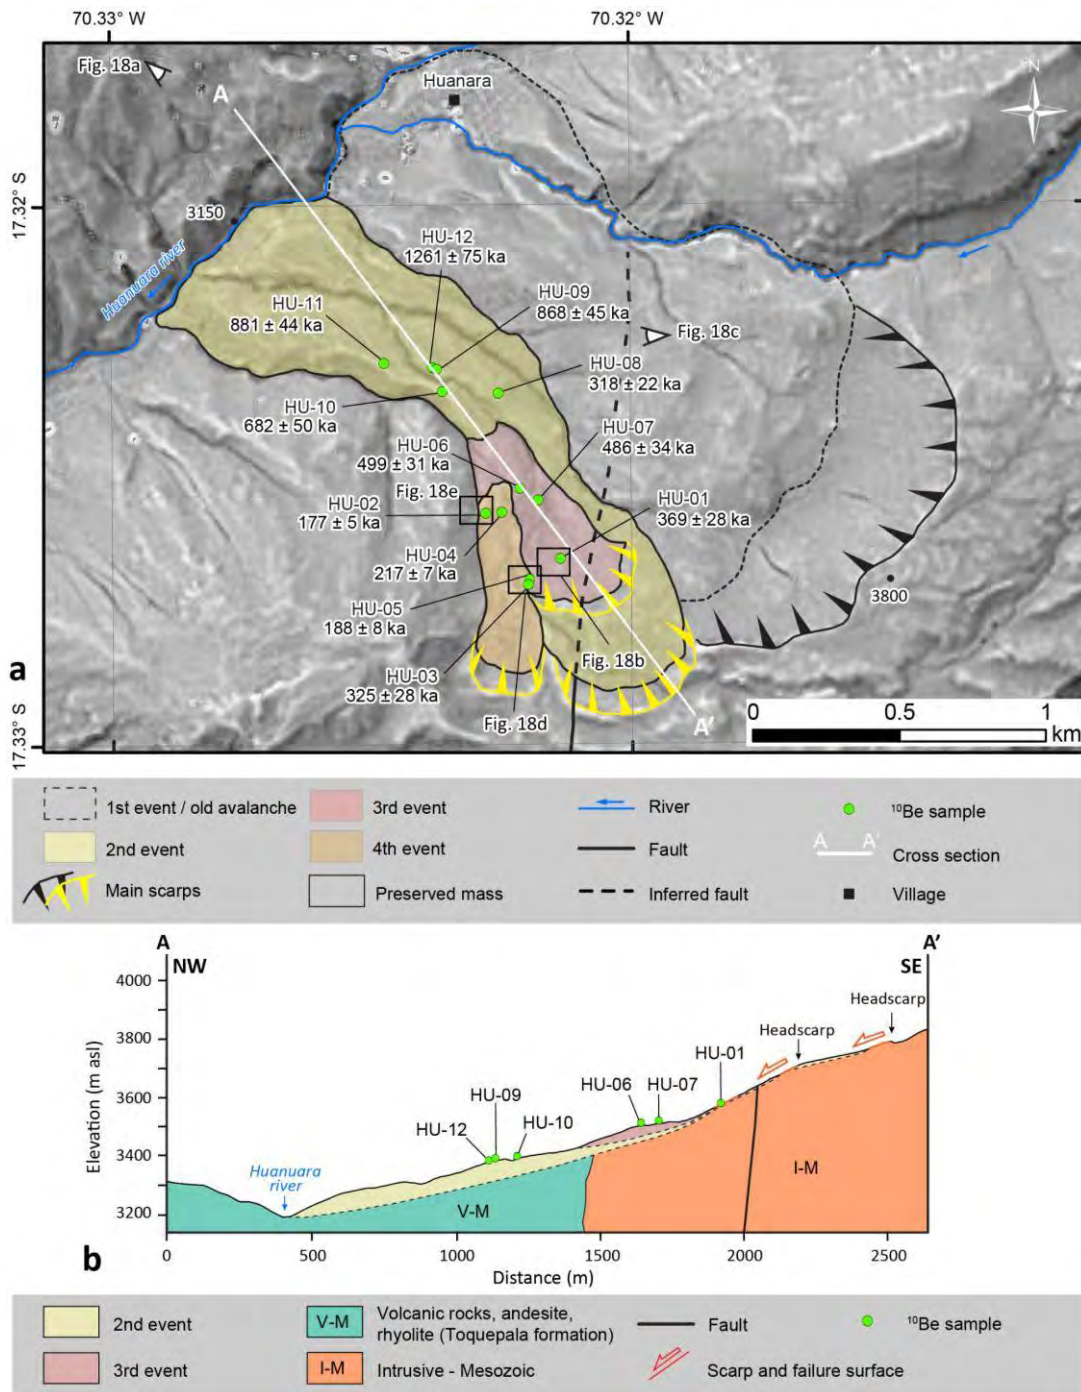 70.33° W
70.32° W
Fig. 18a
A
Huanara
N
17.32° S
3150
Huanuara river
HU-12
1261 ± 75 ka
HU-11
881 ± 44 ka
HU-09
868 ± 45 ka
Fig. 18c
HU-08
318 ± 22 ka
HU-10
682 ± 50 ka
HU-07
486 ± 34 ka
HU-06
499 ± 31 ka
Fig. 18e
HU-02
177 ± 5 ka
HU-01
369 ± 28 ka
HU-04
217 ± 7 ka
3800
HU-05
188 ± 8 ka
a
HU-03
325 ± 28 ka
Fig. 18b
Fig. 18d
A'
0 0.5 1
km
17.33° S
1st event / old avalanche
3rd event
River
¹⁰Be sample
2nd event
4th event
Fault
A A'
Cross section
Main scarps
Preserved mass
Inferred fault
Village
A
A'
NW
SE
4000
Headscarp
3800
Headscarp
HU-01
Elevation (m asl)
3600
HU-06
HU-07
HU-09
HU-12
HU-10
3400
Huanuara
river
I-M
V-M
3200
0 500 1000 1500 2000 2500
b
Distance (m)
2nd event
V-M
Volcanic rocks, andesite,
rhyolite (Toquepala formation)
Fault
¹⁰Be sample
3rd event
I-M
Intrusive - Mesozoic
Scarp and failure surface